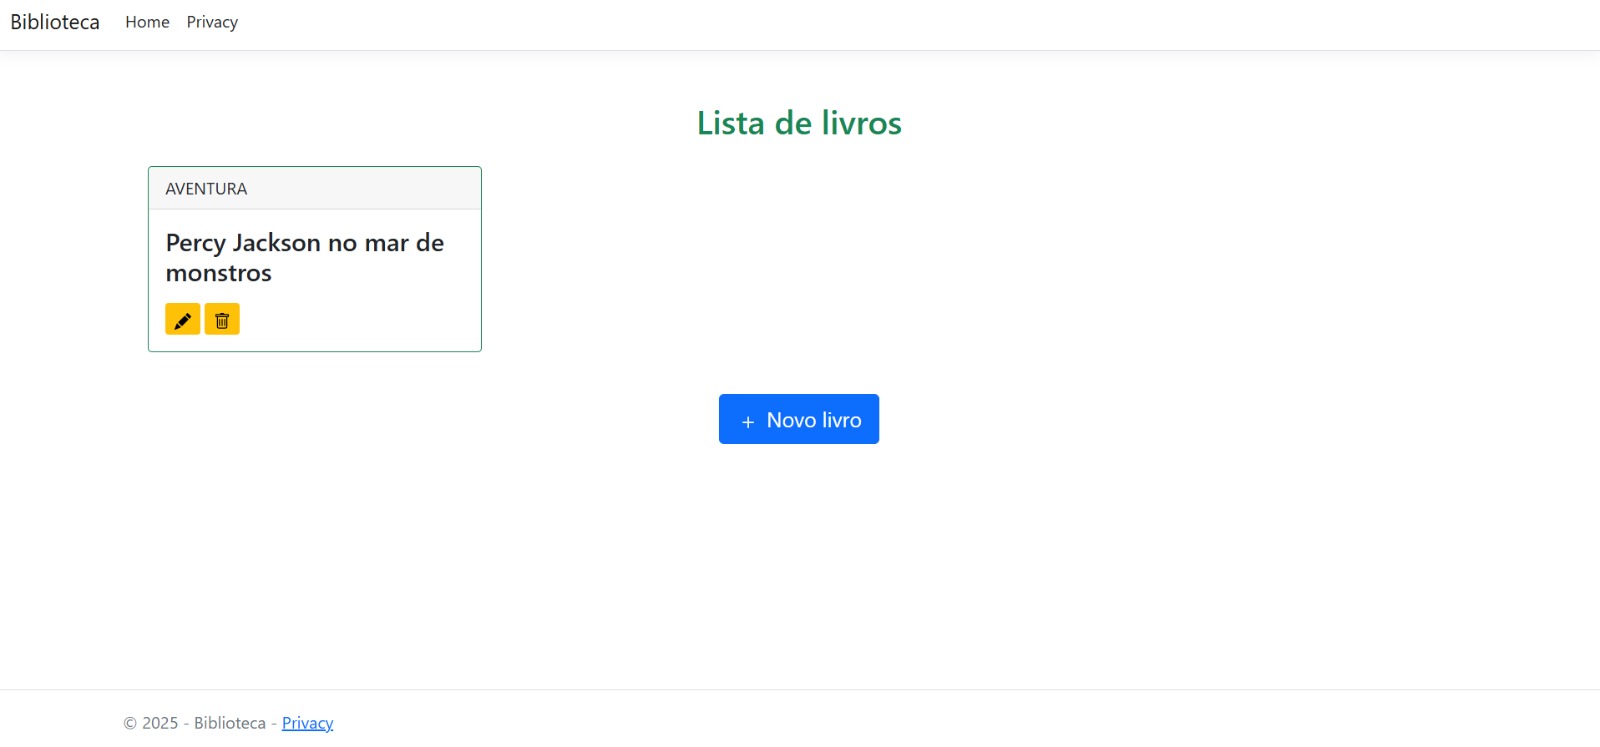 Biblioteca Home Privacy
Lista de livros
AVENTURA
Percy Jackson no mar de
monstros
+ Novo livro
© 2025 - Biblioteca - Privacy